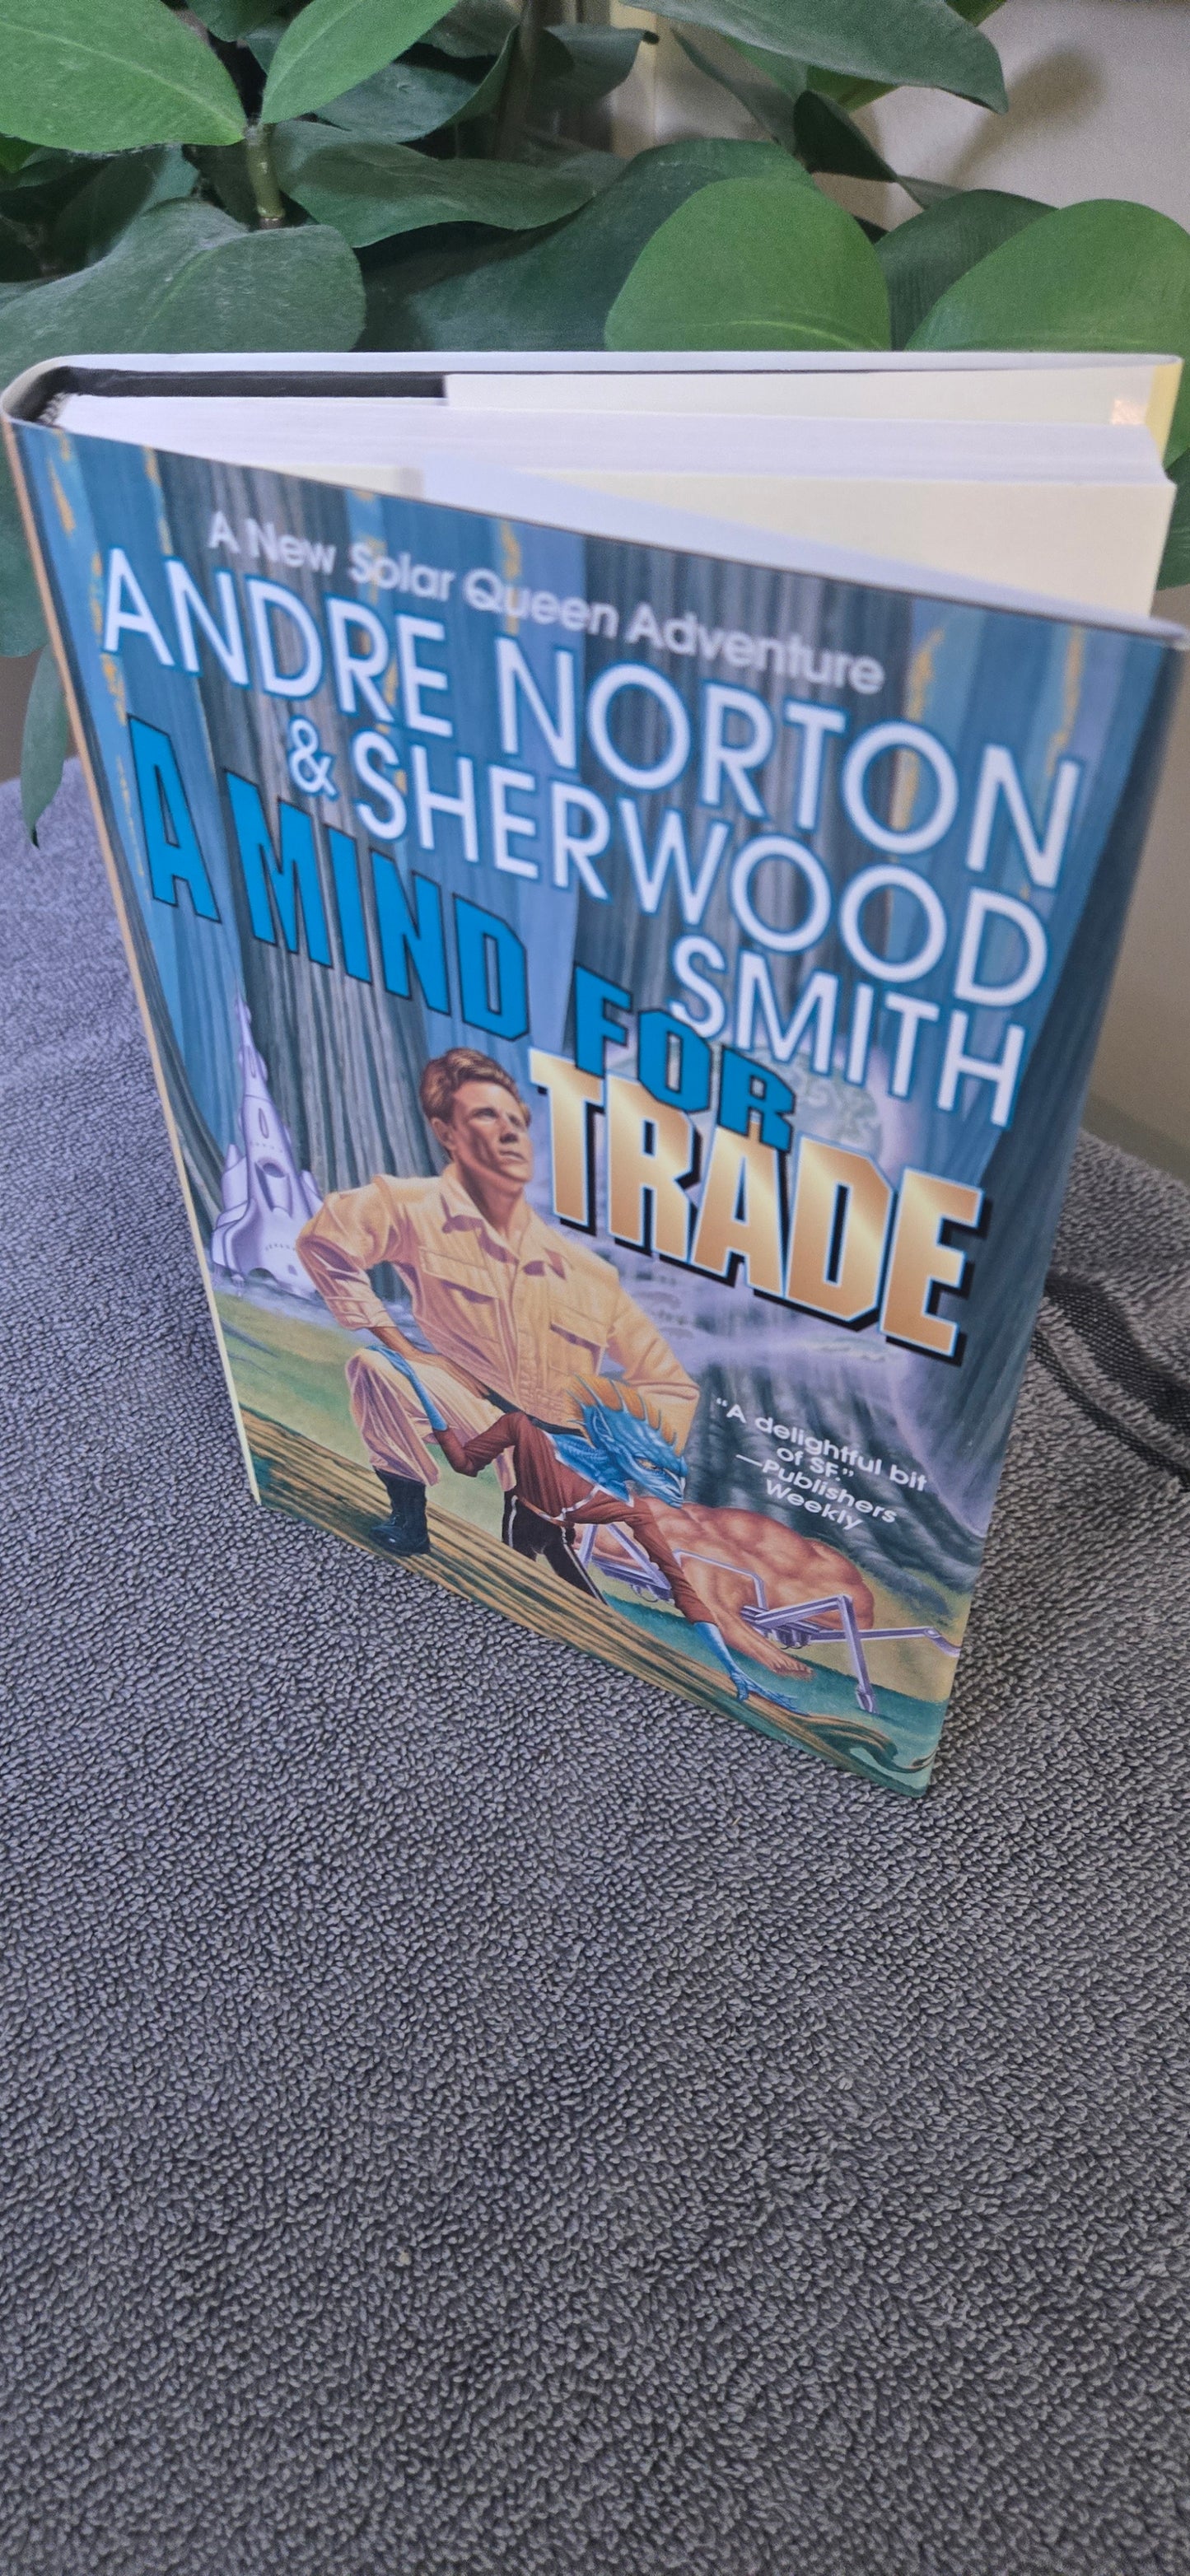 A New Solar Queen Adventure
ANDRE NORTON
& SHERWOOD
SMITH
A MIND FOR
TRADE
“A delightful bit
of SF.”
—Publishers
Weekly